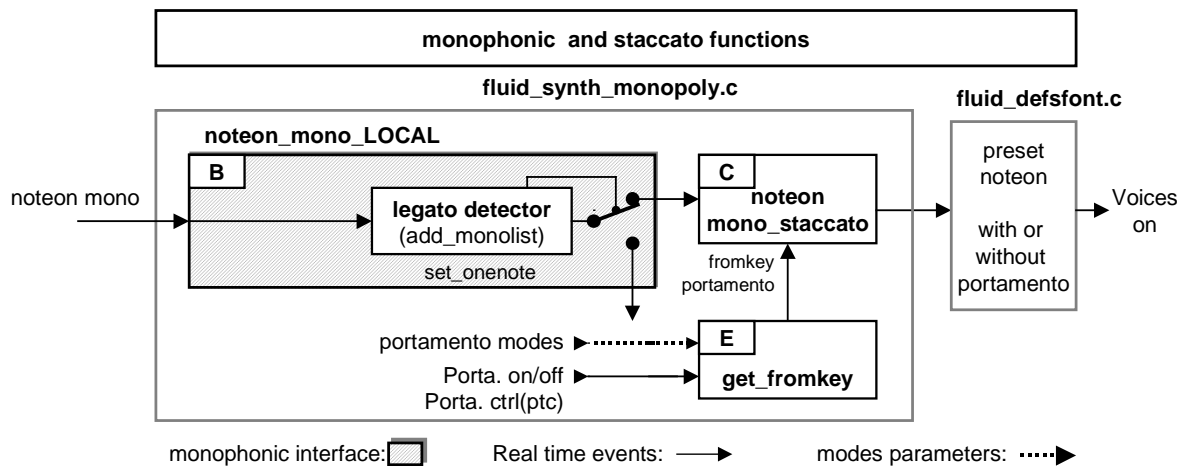 monophonic and staccato functions
fluid_synth_monopoly.c
fluid_defsfont.c
noteon_mono_LOCAL
B
noteon mono
legato detector
(add_monolist)
set_onenote
C
noteon
mono_staccato
preset
noteon
with or
without
portamento
Voices
on
fromkey
portamento
portamento modes
E
get_fromkey
Porta. on/off
Porta. ctrl(ptc)
monophonic interface:
Real time events:
modes parameters: